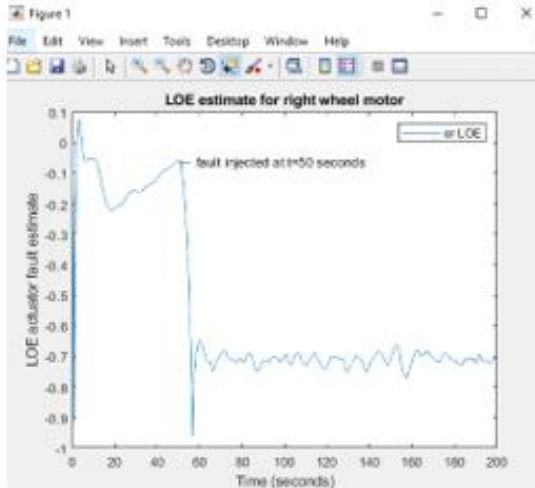 Figure 1
File Edit View Insert Tools Desktop Window Help
LOE estimate for right wheel motor
αr LOE
fault injected at t=50 seconds
LOE actuator fault estimate
0.1
0
-0.1
-0.2
-0.3
-0.4
-0.5
-0.6
-0.7
-0.8
-0.9
-1
0 20 40 60 80 100 120 140 160 180 200
Time (seconds)